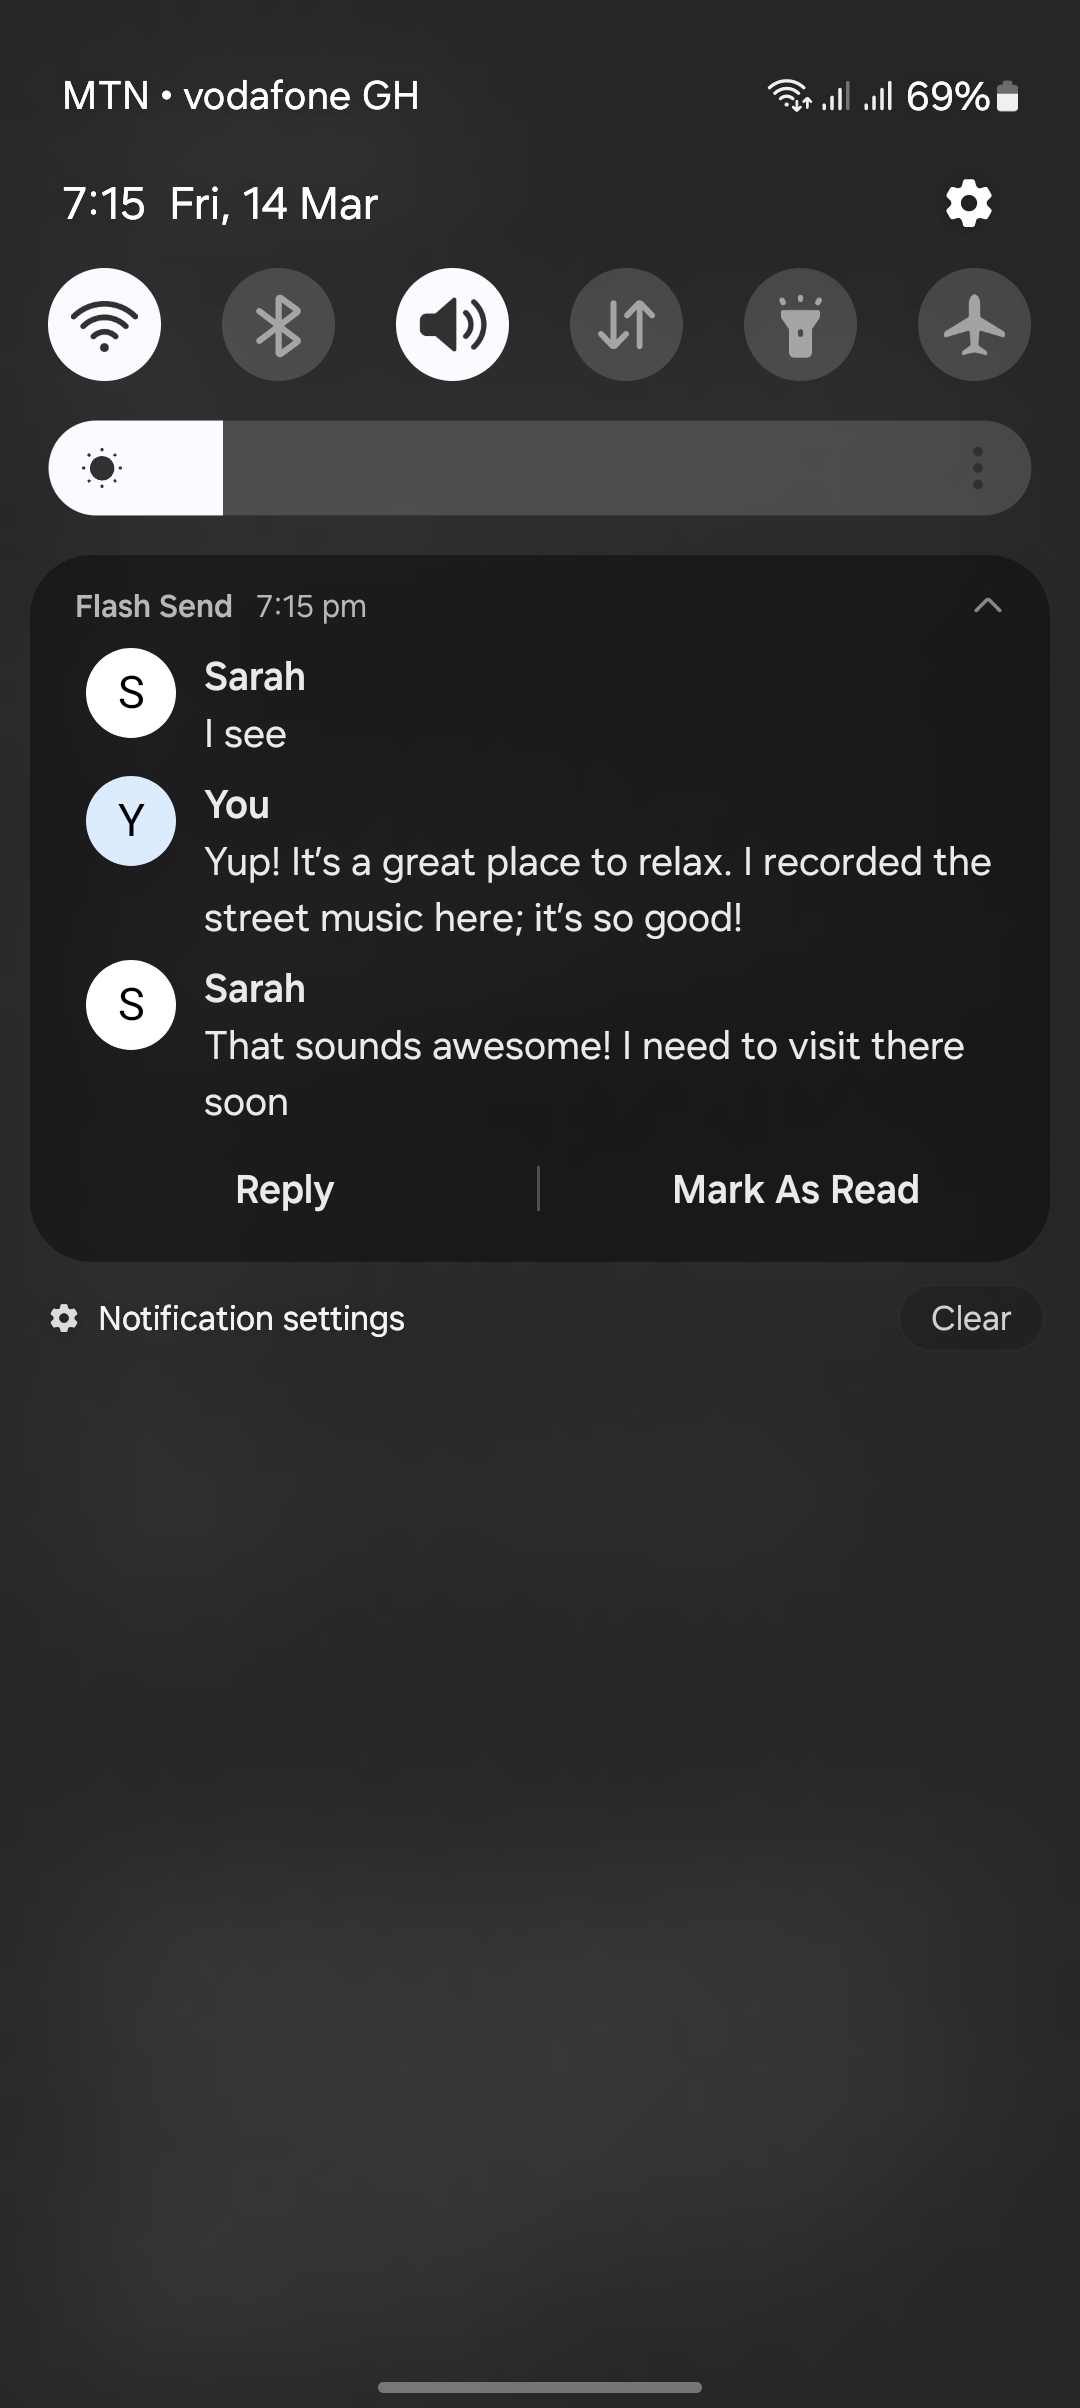 MTN • vodafone GH 69%
7:15 Fri, 14 Mar
Flash Send 7:15 pm
S Sarah
I see
Y You
Yup! It’s a great place to relax. I recorded the
street music here; it’s so good!
S Sarah
That sounds awesome! I need to visit there
soon
Reply Mark As Read
Notification settings Clear